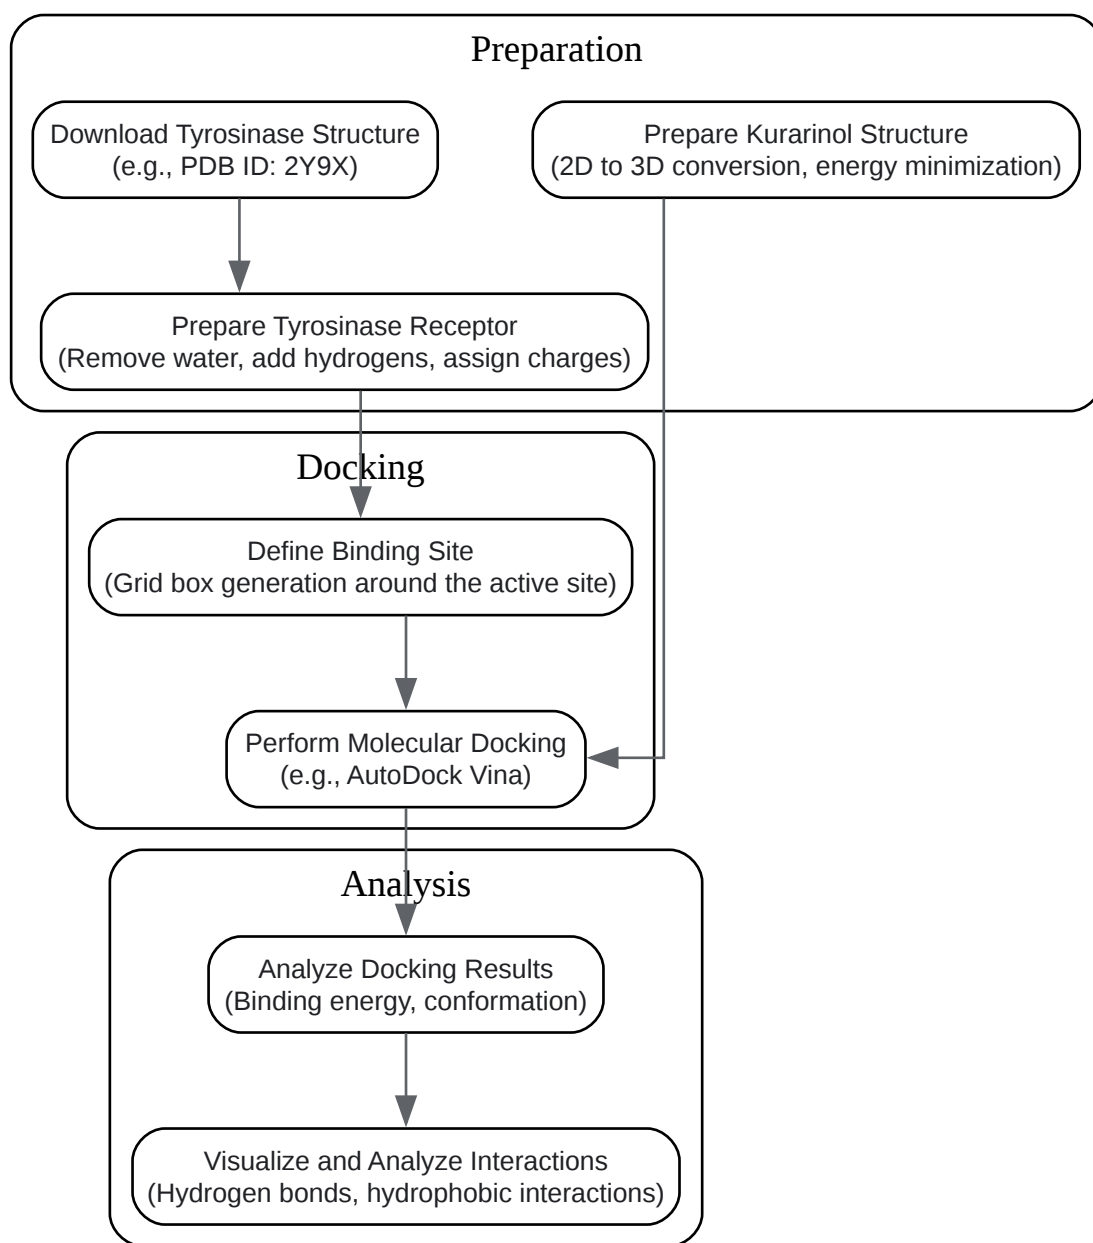 Preparation
Download Tyrosinase Structure
(e.g., PDB ID: 2Y9X)
Prepare Kurarinol Structure
(2D to 3D conversion, energy minimization)
Prepare Tyrosinase Receptor
(Remove water, add hydrogens, assign charges)
Docking
Define Binding Site
(Grid box generation around the active site)
Perform Molecular Docking
(e.g., AutoDock Vina)
Analysis
Analyze Docking Results
(Binding energy, conformation)
Visualize and Analyze Interactions
(Hydrogen bonds, hydrophobic interactions)